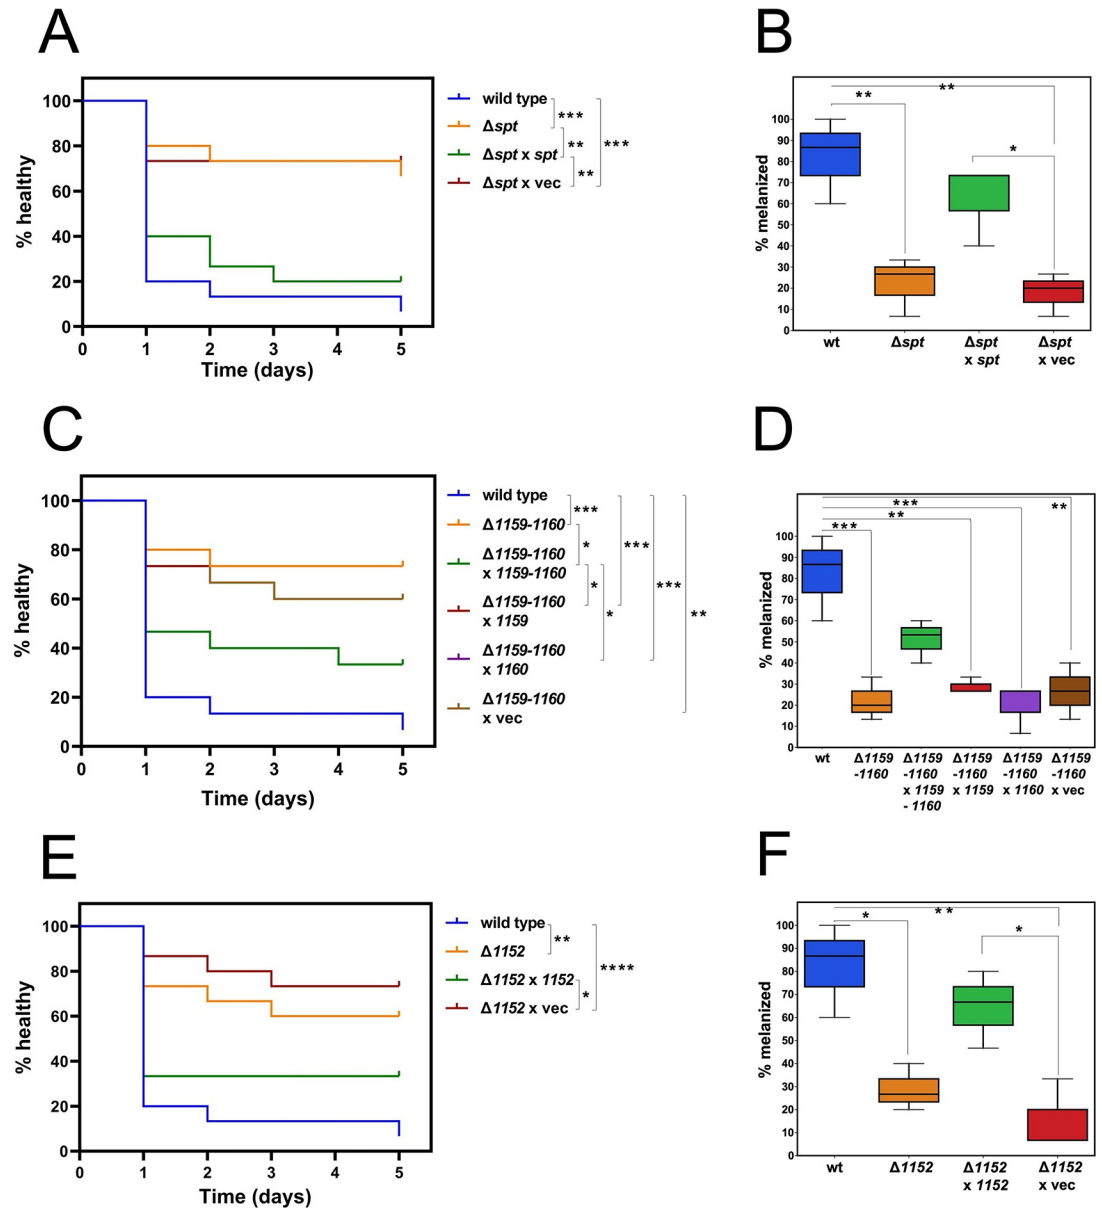 A
% healthy
100
80
60
40
20
0
0 1 2 3 4 5
Time (days)
wild type
Δspt
Δspt x spt
Δspt x vec
***
**
**
***
B
% melanized
100
90
80
70
60
50
40
30
20
10
0
**
**
*
wt
Δspt
Δspt
x spt
Δspt
x vec
C
% healthy
100
80
60
40
20
0
0 1 2 3 4 5
Time (days)
wild type
Δ1159-1160
Δ1159-1160
x 1159-1160
Δ1159-1160
x 1159
Δ1159-1160
x 1160
Δ1159-1160
x vec
***
*
*
*
***
***
**
D
% melanized
100
90
80
70
60
50
40
30
20
10
0
***
**
***
**
wt
Δ1159
-1160
Δ1159
-1160
x 1159
- 1160
Δ1159
-1160
x 1159
Δ1159
-1160
x 1160
Δ1159
-1160
x vec
E
% healthy
100
80
60
40
20
0
0 1 2 3 4 5
Time (days)
wild type
Δ1152
Δ1152 x 1152
Δ1152 x vec
**
*
****
F
% melanized
100
90
80
70
60
50
40
30
20
10
0
*
**
*
wt
Δ1152
Δ1152
x 1152
Δ1152
x vec